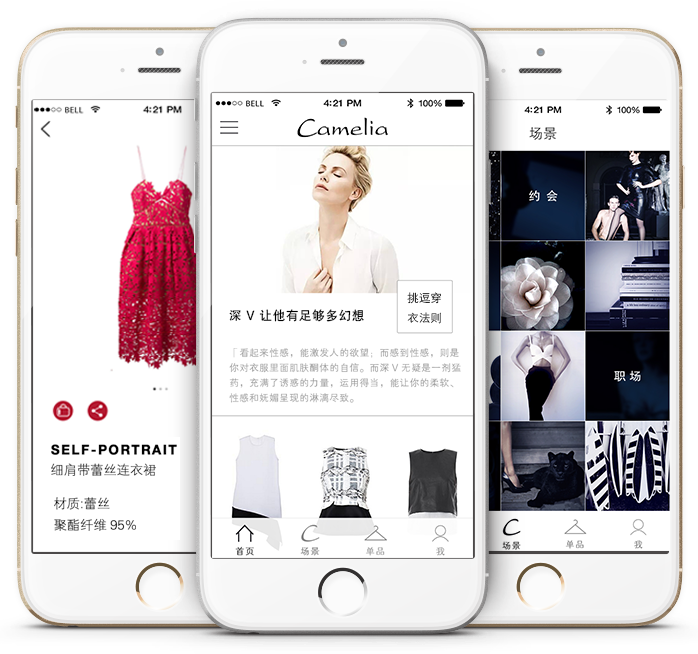 BELL
4:21 PM
SELF-PORTRAIT
细肩带蕾丝连衣裙
材质:蕾丝
聚酯纤维 95%
BELL 4:21 PM 100%
Camelia
深 V 让他有足够多幻想
挑逗穿
衣法则
「看起来性感，能激发人的欲望；而感到性感，则是
你对衣服里面肌肤酮体的自信。而深 V 无疑是一剂猛
药，充满了诱惑的力量，运用得当，能让你的柔软、
性感和妩媚呈现的淋漓尽致。
首页 场景 单品 我
4:21 PM 100%
场景
约会
职场
场景 单品 我